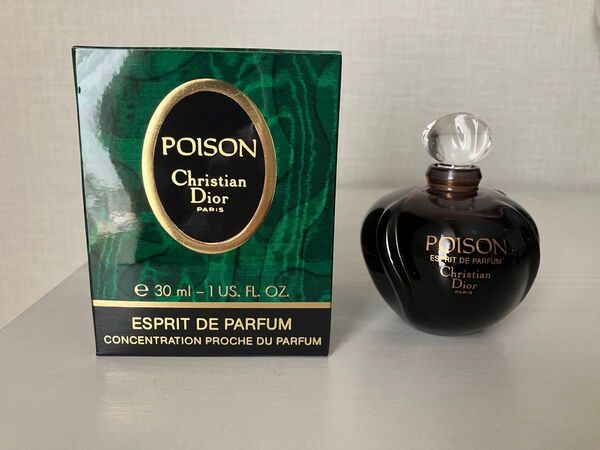 POISON
Christian
Dior
PARIS
℮ 30 ml – 1 US. FL. OZ.
ESPRIT DE PARFUM
CONCENTRATION PROCHE DU PARFUM
POISON
ESPRIT DE PARFUM
Christian
Dior
PARIS